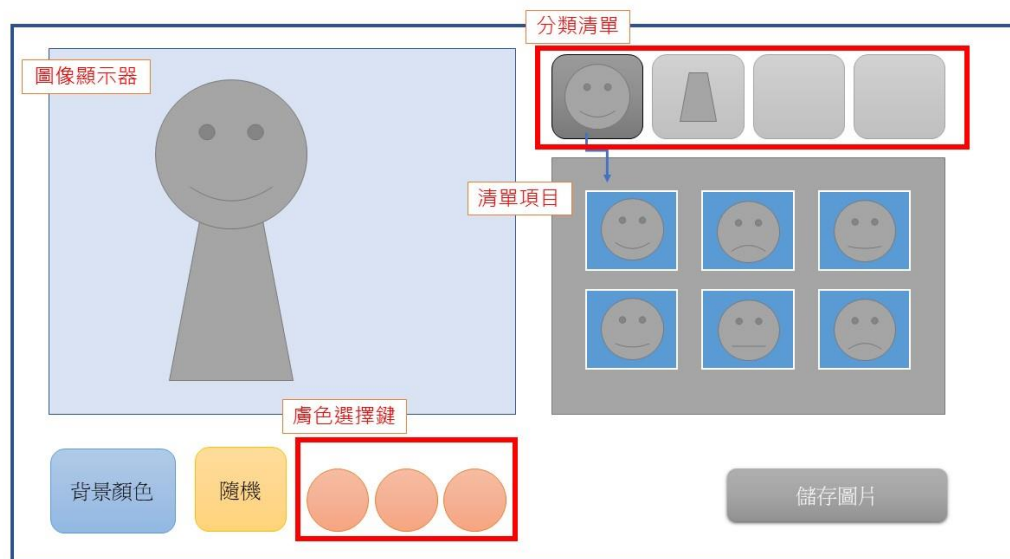 分類清單
圖像顯示器
清單項目
膚色選擇鍵
背景顏色
隨機
儲存圖片